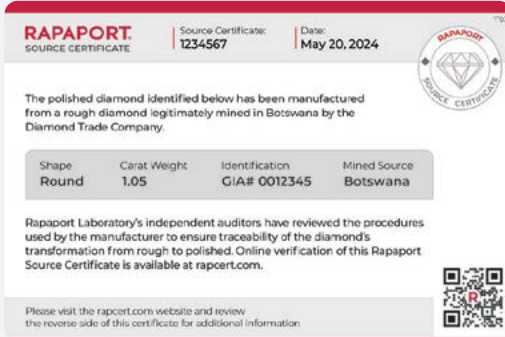 RAPAPORT
SOURCE CERTIFICATE
Source Certificate:
1234567
Date:
May 20, 2024
RAPAPORT
SOURCE CERTIFICATE
The polished diamond identified below has been manufactured
from a rough diamond legitimately mined in Botswana by the
Diamond Trade Company.
Shape Carat Weight Identification Mined Source
Round 1.05 GIA# 0012345 Botswana
Rapaport Laboratory's independent auditors have reviewed the procedures
used by the manufacturer to ensure traceability of the diamond's
transformation from rough to polished. Online verification of this Rapaport
Source Certificate is available at rapcert.com.
R
Please visit the rapcert.com website and review
the reverse side of this certificate for additional information